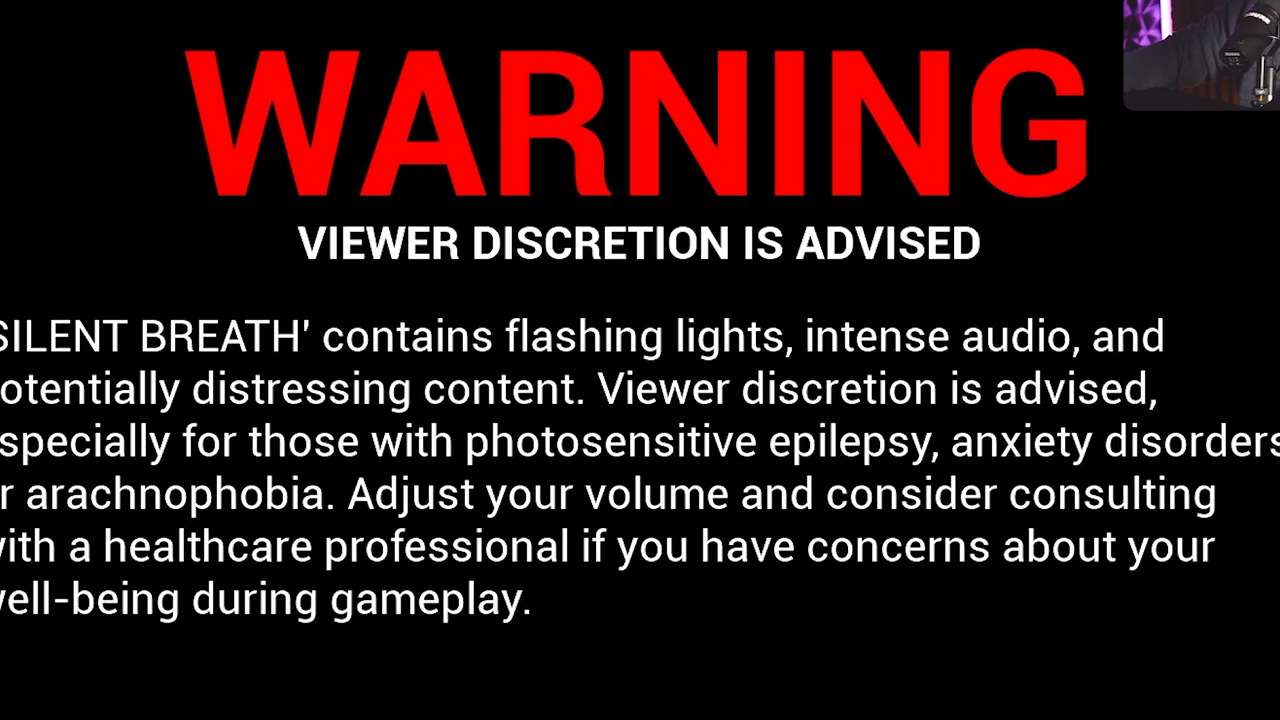 WARNING
VIEWER DISCRETION IS ADVISED
SILENT BREATH' contains flashing lights, intense audio, and
otentially distressing content. Viewer discretion is advised,
specially for those with photosensitive epilepsy, anxiety disorders
r arachnophobia. Adjust your volume and consider consulting
ith a healthcare professional if you have concerns about your
ell-being during gameplay.